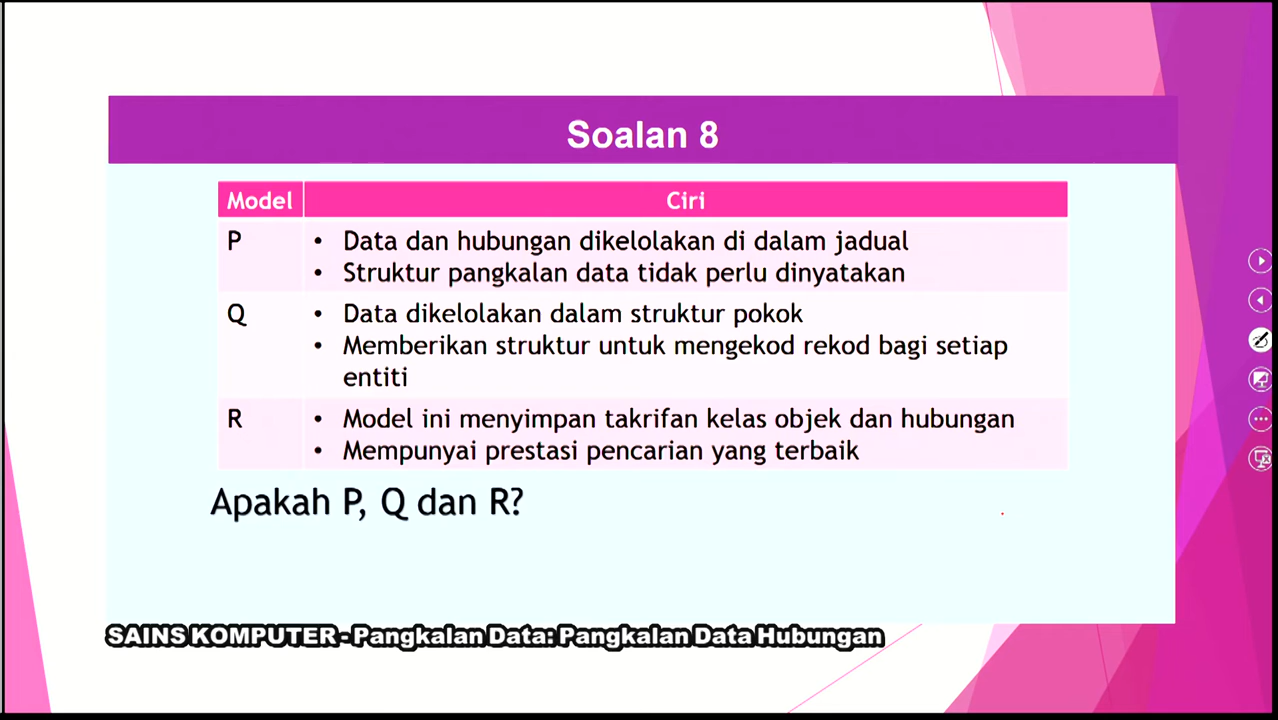 Soalan 8
Model Ciri
P • Data dan hubungan dikelolakan di dalam jadual
• Struktur pangkalan data tidak perlu dinyatakan
Q • Data dikelolakan dalam struktur pokok
• Memberikan struktur untuk mengekod rekod bagi setiap
entiti
R • Model ini menyimpan takrifan kelas objek dan hubungan
• Mempunyai prestasi pencarian yang terbaik
Apakah P, Q dan R?
SAINS KOMPUTER - Pangkalan Data: Pangkalan Data Hubungan